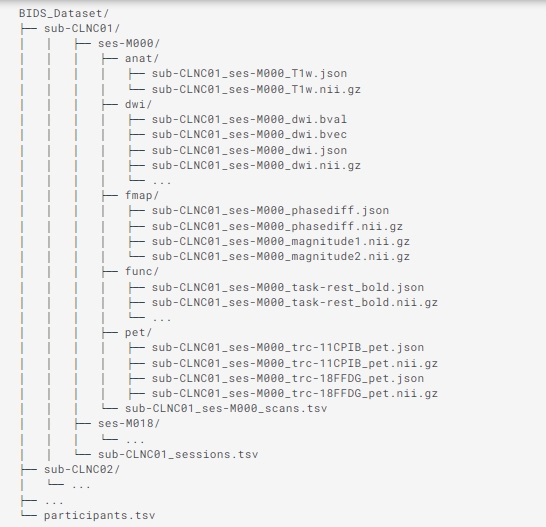 BIDS_Dataset/
├── sub-CLNC01/
│   │   ├── ses-M000/
│   │   │   ├── anat/
│   │   │   │   ├── sub-CLNC01_ses-M000_T1w.json
│   │   │   │   └── sub-CLNC01_ses-M000_T1w.nii.gz
│   │   │   ├── dwi/
│   │   │   │   ├── sub-CLNC01_ses-M000_dwi.bval
│   │   │   │   ├── sub-CLNC01_ses-M000_dwi.bvec
│   │   │   │   ├── sub-CLNC01_ses-M000_dwi.json
│   │   │   │   ├── sub-CLNC01_ses-M000_dwi.nii.gz
│   │   │   │   └── ...
│   │   │   ├── fmap/
│   │   │   │   ├── sub-CLNC01_ses-M000_phasediff.json
│   │   │   │   ├── sub-CLNC01_ses-M000_phasediff.nii.gz
│   │   │   │   ├── sub-CLNC01_ses-M000_magnitude1.nii.gz
│   │   │   │   └── sub-CLNC01_ses-M000_magnitude2.nii.gz
│   │   │   ├── func/
│   │   │   │   ├── sub-CLNC01_ses-M000_task-rest_bold.json
│   │   │   │   ├── sub-CLNC01_ses-M000_task-rest_bold.nii.gz
│   │   │   │   └── ...
│   │   │   ├── pet/
│   │   │   │   ├── sub-CLNC01_ses-M000_trc-11CPIB_pet.json
│   │   │   │   ├── sub-CLNC01_ses-M000_trc-11CPIB_pet.nii.gz
│   │   │   │   ├── sub-CLNC01_ses-M000_trc-18FFDG_pet.json
│   │   │   │   └── sub-CLNC01_ses-M000_trc-18FFDG_pet.nii.gz
│   │   │   └── sub-CLNC01_ses-M000_scans.tsv
│   │   ├── ses-M018/
│   │   │   └── ...
│   │   └── sub-CLNC01_sessions.tsv
├── sub-CLNC02/
│   └── ...
├── ...
└── participants.tsv